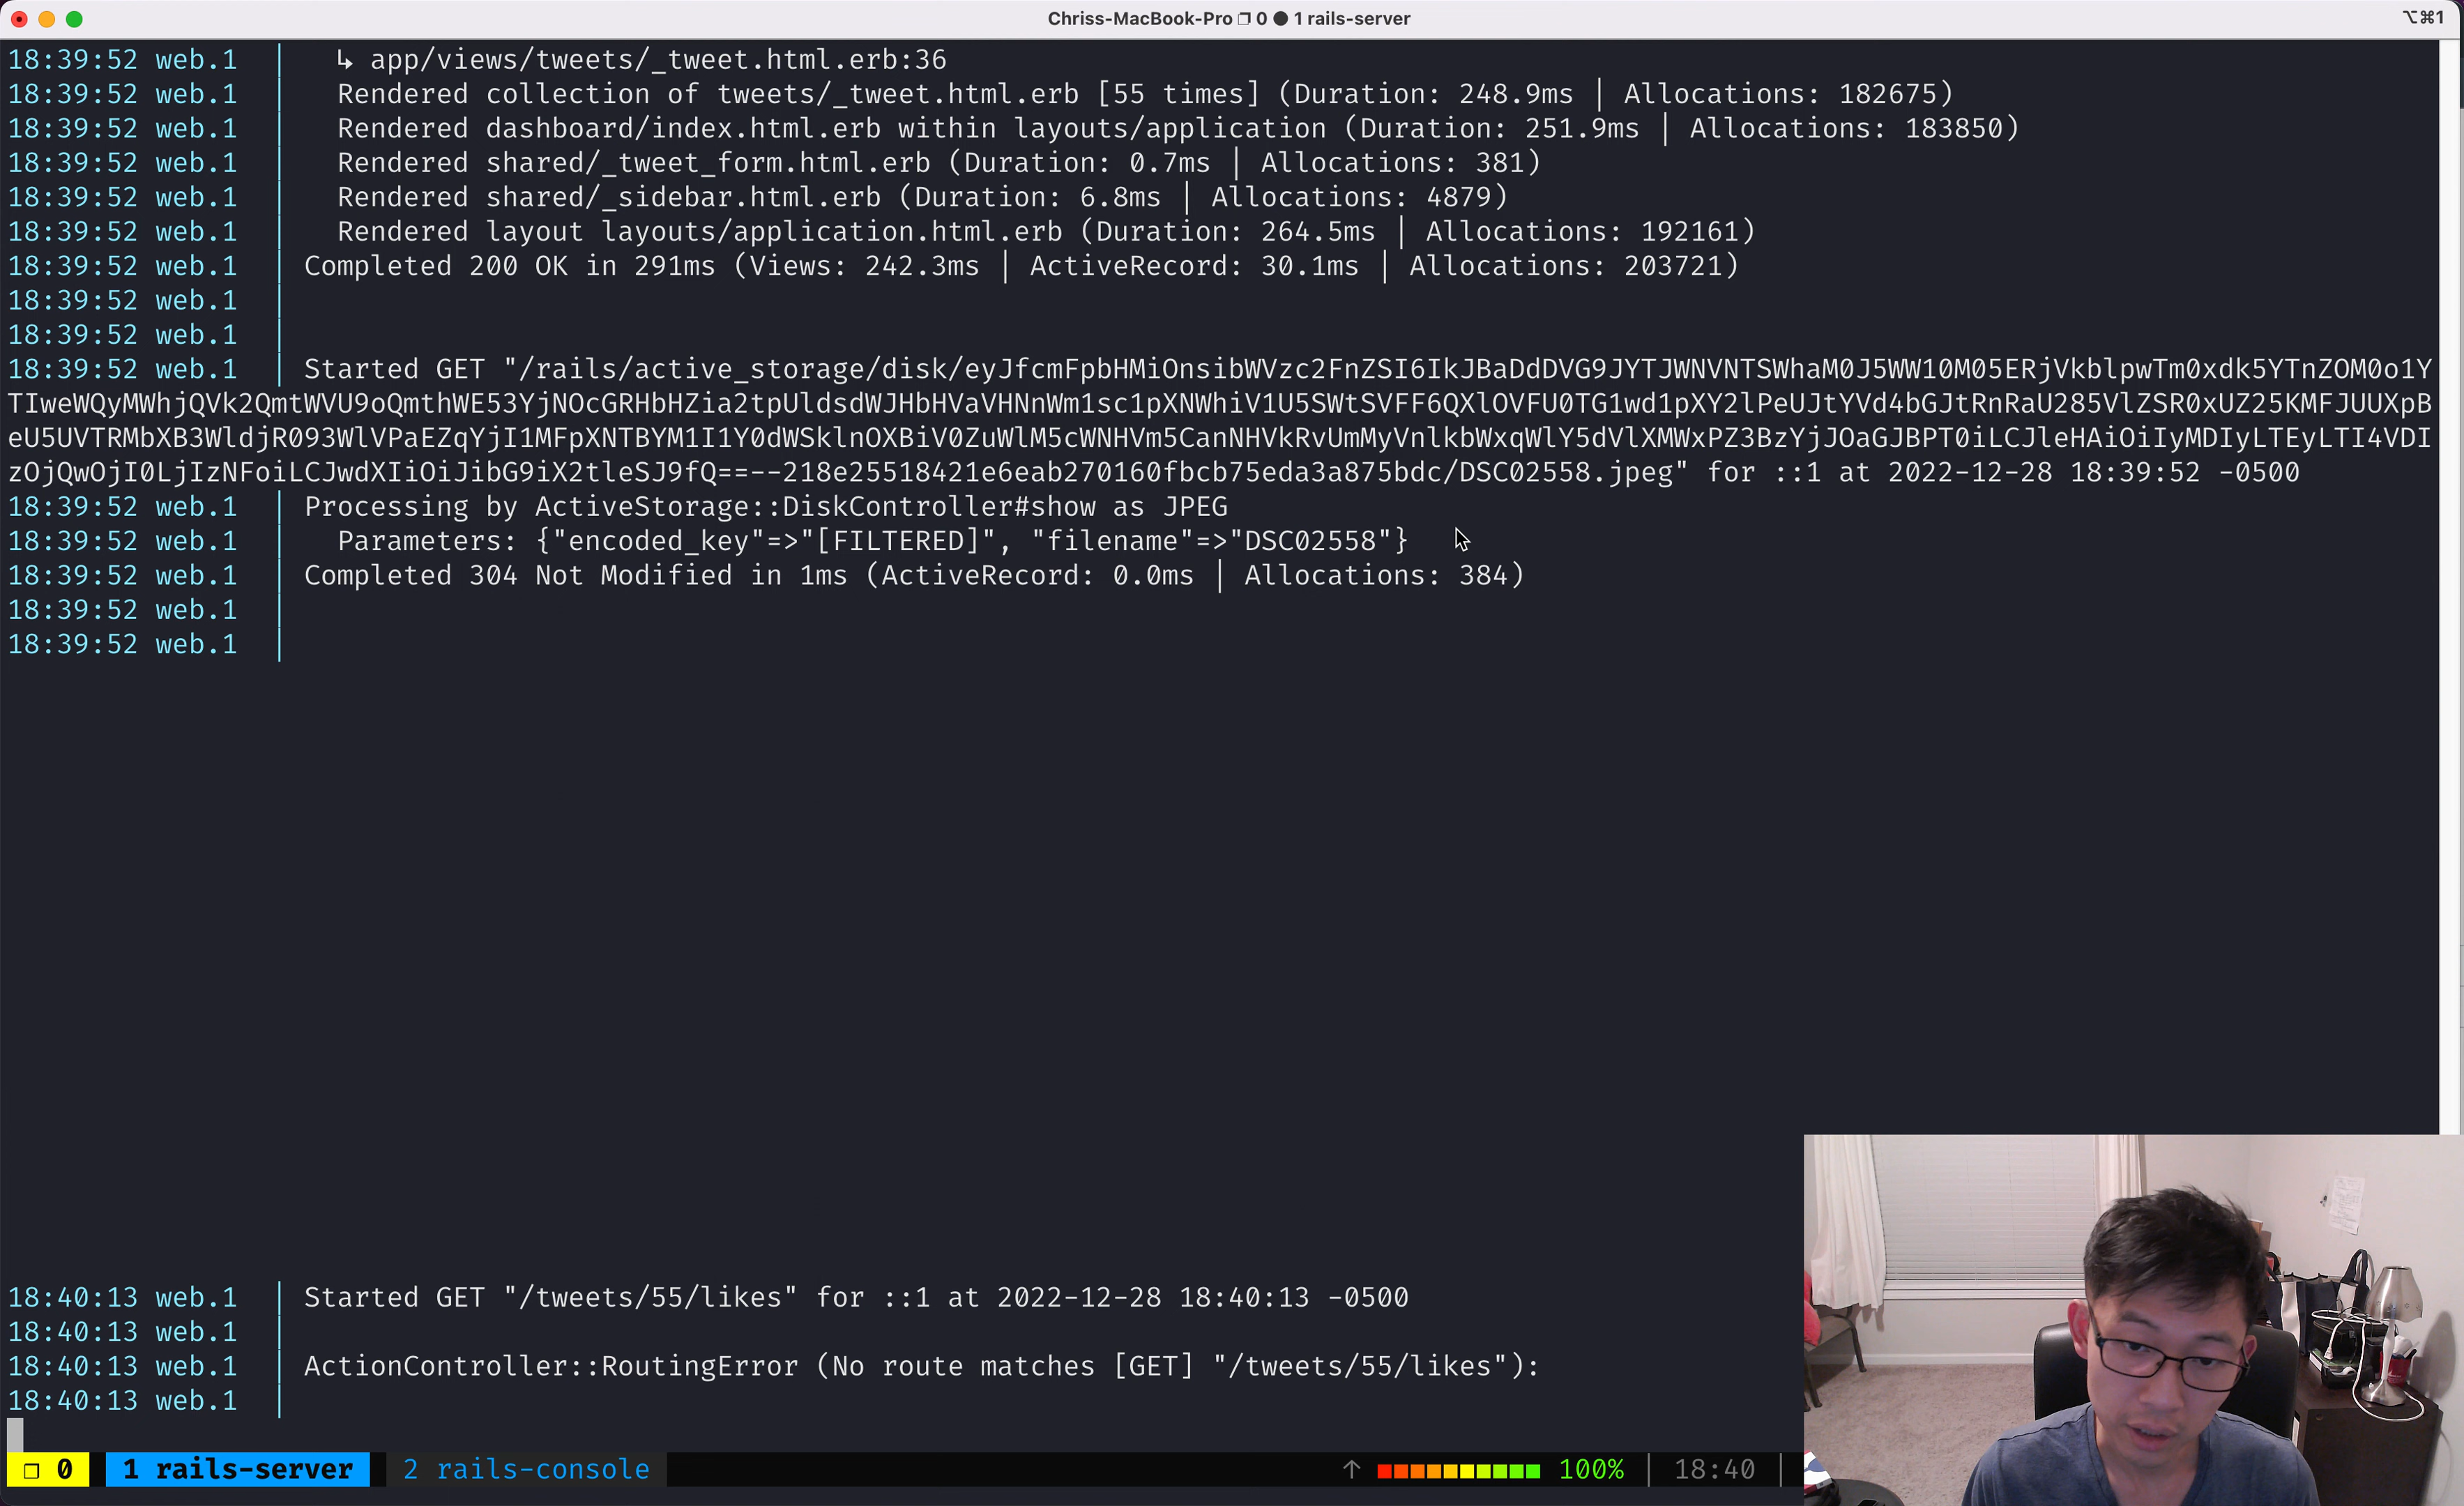 Chriss-MacBook-Pro ❐ 0 ● 1 rails-server
⌥⌘1
18:39:52 web.1 | ↳ app/views/tweets/_tweet.html.erb:36
18:39:52 web.1 | Rendered collection of tweets/_tweet.html.erb [55 times] (Duration: 248.9ms | Allocations: 182675)
18:39:52 web.1 | Rendered dashboard/index.html.erb within layouts/application (Duration: 251.9ms | Allocations: 183850)
18:39:52 web.1 | Rendered shared/_tweet_form.html.erb (Duration: 0.7ms | Allocations: 381)
18:39:52 web.1 | Rendered shared/_sidebar.html.erb (Duration: 6.8ms | Allocations: 4879)
18:39:52 web.1 | Rendered layout layouts/application.html.erb (Duration: 264.5ms | Allocations: 192161)
18:39:52 web.1 | Completed 200 OK in 291ms (Views: 242.3ms | ActiveRecord: 30.1ms | Allocations: 203721)
18:39:52 web.1 |
18:39:52 web.1 |
18:39:52 web.1 | Started GET "/rails/active_storage/disk/eyJfcmFpbHMiOnsibWVzc2FnZSI6IkJBaDdDVG9JYTJWNVNTSWhaM0J5WW10M05ERjVkblpwTm0xdk5YTnZOM0o1Y
TIweWQyMWhjQVk2QmtWVU9oQmthWE53YjNOcGRHbHZia2tpUldsdWJHbHVaVHNnWm1sc1pXNWhiV1U5SWtSVFF6QXlOVFU0TG1wd1pXY2lPeUJtYVd4bGJtRnRaU285VlZSR0xUZ25KMFJUUXpB
eU5UVTRMbXB3WldjR093WlVPaEZqYjI1MFpXNTBYM1I1Y0dWSklnOXBiV0ZuWlM5cWNHVm5CanNHVkRvUmMyVnlkbWxqWlY5dVlXMWxPZ3BzYjJOaGJBPT0iLCJleHAiOiIyMDIyLTEyLTI4VDI
zOjQwOjI0LjIzNFoiLCJwdXIiOiJibG9iX2tleSJ9fQ==--218e25518421e6eab270160fbcb75eda3a875bdc/DSC02558.jpeg" for ::1 at 2022-12-28 18:39:52 -0500
18:39:52 web.1 | Processing by ActiveStorage::DiskController#show as JPEG
18:39:52 web.1 | Parameters: {"encoded_key"=>"[FILTERED]", "filename"=>"DSC02558"}
18:39:52 web.1 | Completed 304 Not Modified in 1ms (ActiveRecord: 0.0ms | Allocations: 384)
18:39:52 web.1 |
18:39:52 web.1 |
18:40:13 web.1 | Started GET "/tweets/55/likes" for ::1 at 2022-12-28 18:40:13 -0500
18:40:13 web.1 |
18:40:13 web.1 | ActionController::RoutingError (No route matches [GET] "/tweets/55/likes"):
18:40:13 web.1 |
❐ 0 1 rails-server 2 rails-console ↑ 100% | 18:40 |